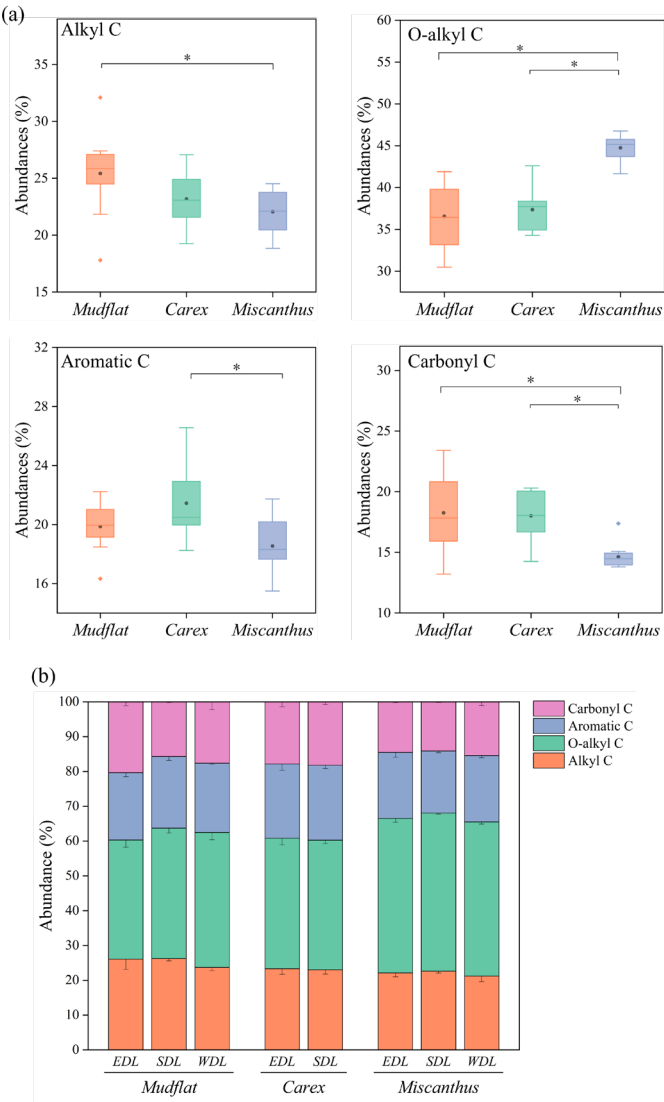 (a)
Alkyl C
*
Abundances (%)
35
30
25
20
15
Mudflat Carex Miscanthus
O-alkyl C
*
*
Abundances (%)
60
55
50
45
40
35
30
Mudflat Carex Miscanthus
Aromatic C
*
Abundances (%)
32
28
24
20
16
Mudflat Carex Miscanthus
Carbonyl C
*
*
Abundances (%)
30
25
20
15
10
Mudflat Carex Miscanthus
(b)
Abundance (%)
100
90
80
70
60
50
40
30
20
10
0
Carbonyl C
Aromatic C
O-alkyl C
Alkyl C
EDL SDL WDL EDL SDL EDL SDL WDL
Mudflat Carex Miscanthus